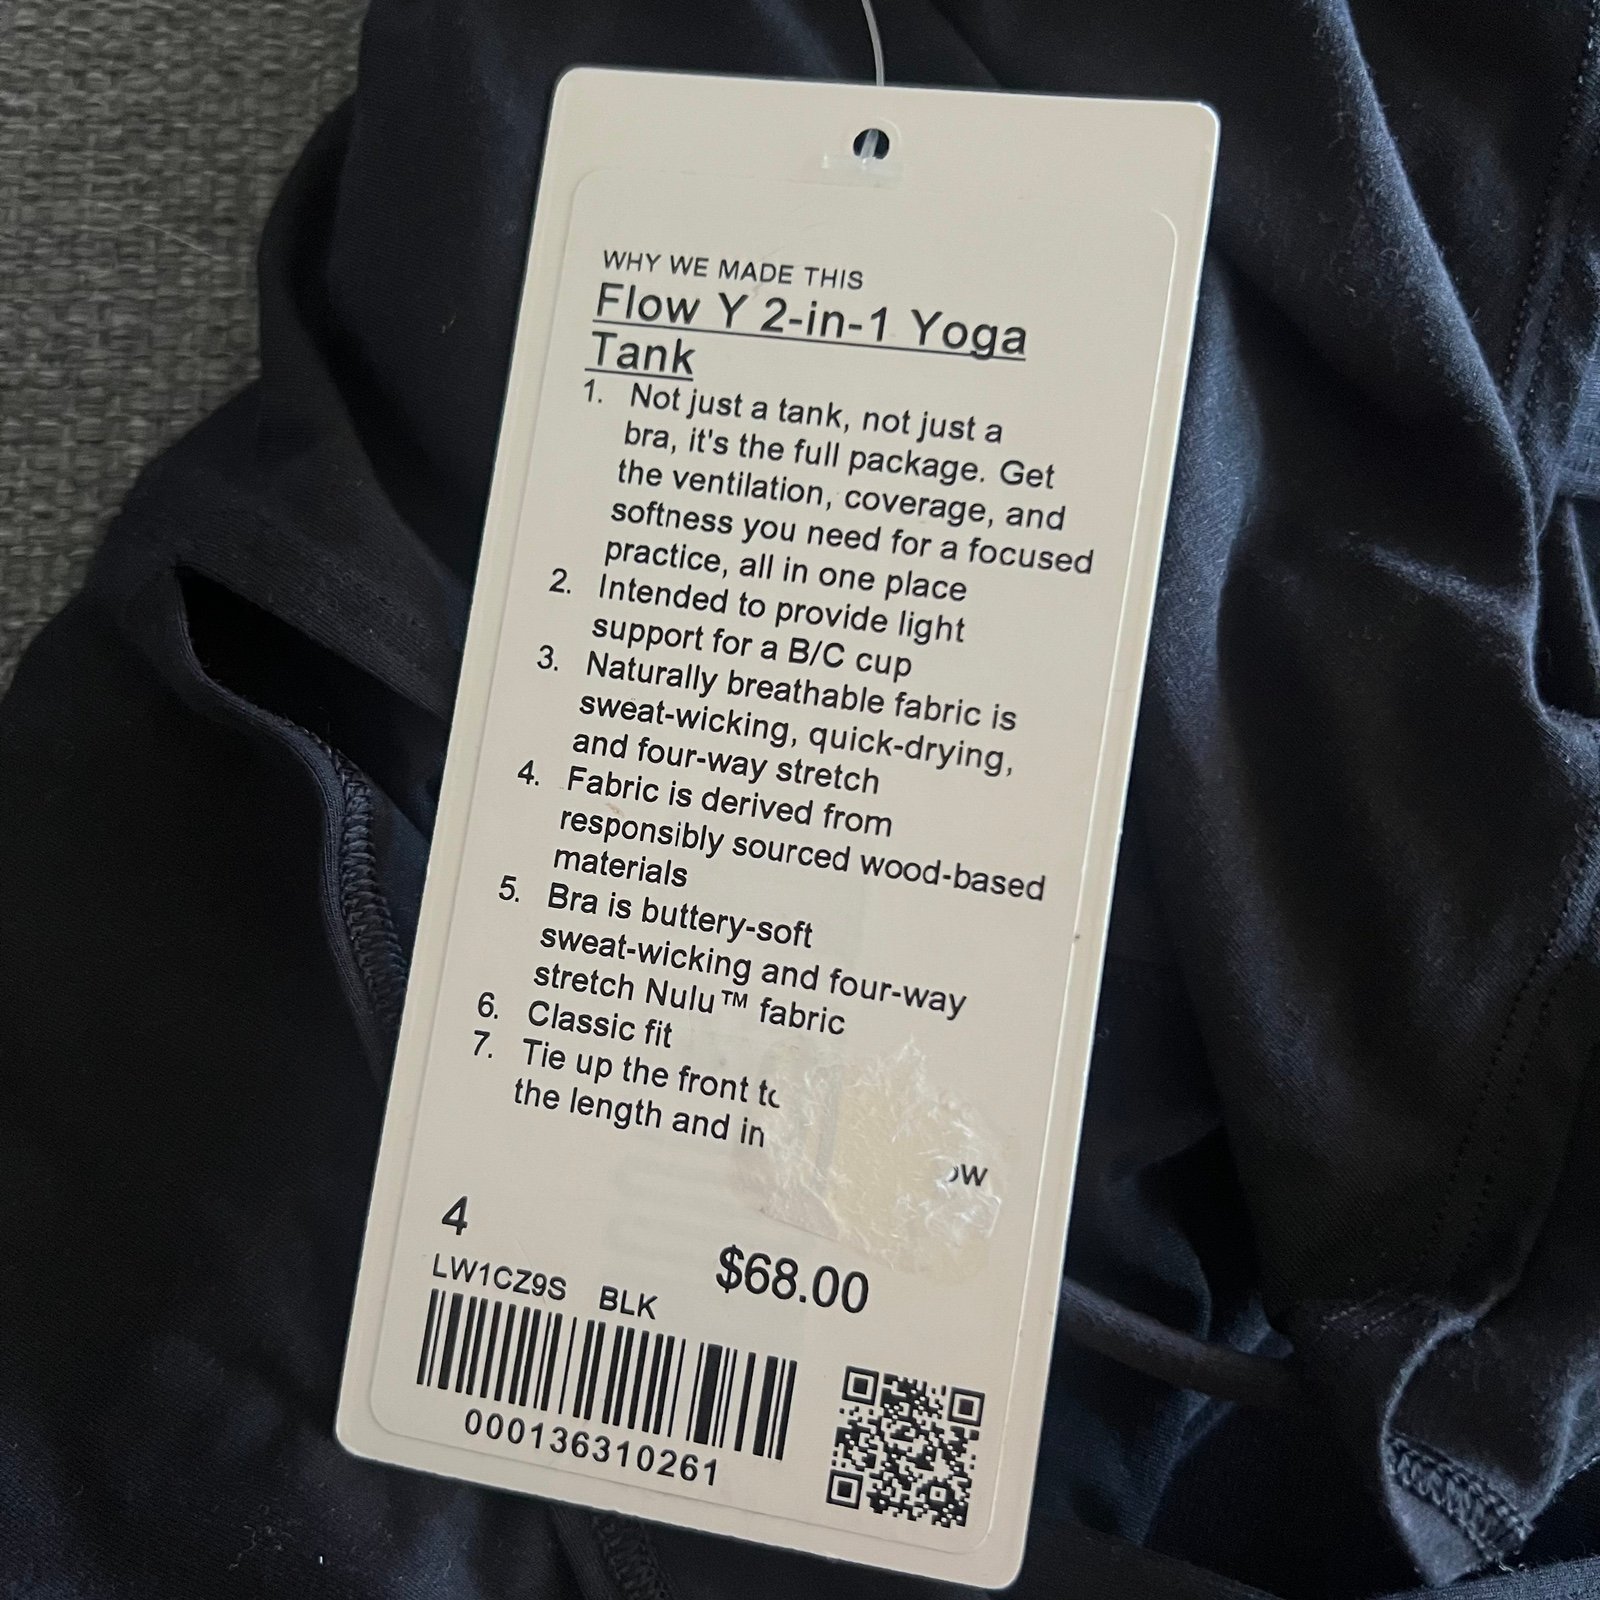 WHY WE MADE THIS
Flow Y 2-in-1 Yoga
Tank
1. Not just a tank, not just a
bra, it's the full package. Get
the ventilation, coverage, and
softness you need for a focused
practice, all in one place
2. Intended to provide light
support for a B/C cup
3. Naturally breathable fabric is
sweat-wicking, quick-drying,
and four-way stretch
4. Fabric is derived from
responsibly sourced wood-based
materials
5. Bra is buttery-soft
sweat-wicking and four-way
stretch Nulu™ fabric
6. Classic fit
7. Tie up the front
the length and
4
$68.00
LW1CZ9S BLK
000136310261